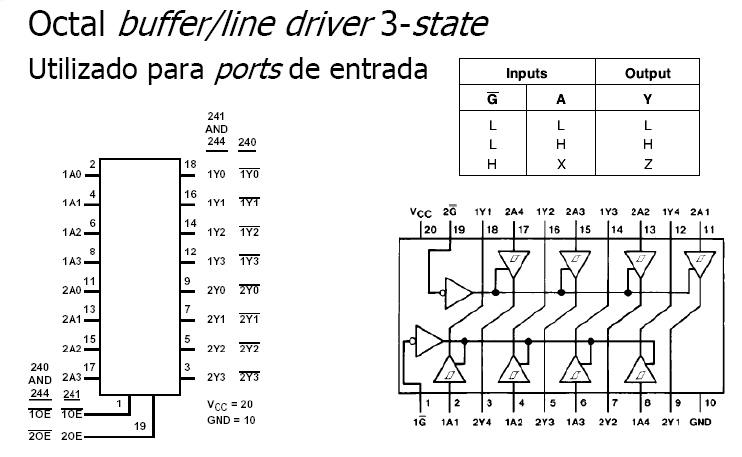 Octal buffer/line driver 3-state
Utilizado para ports de entrada
Inputs Output
G A Y
L L L
L H H
H X Z
241
AND
244 240
1A0 2 18 1Y0 1Y0
1A1 4 16 1Y1 1Y1
1A2 6 14 1Y2 1Y2
1A3 8 12 1Y3 1Y3
2A0 11 9 2Y0 2Y0
2A1 13 7 2Y1 2Y1
2A2 15 5 2Y2 2Y2
2A3 17 3 2Y3 2Y3
240
AND
244 241
1OE 1OE 1
2OE 2OE 19
VCC = 20
GND = 10
VCC 2G 1Y1 2A4 1Y2 2A3 1Y3 2A2 1Y4 2A1
20 19 18 17 16 15 14 13 12 11
1 2 3 4 5 6 7 8 9 10
1G 1A1 2Y4 1A2 2Y3 1A3 2Y2 1A4 2Y1 GND